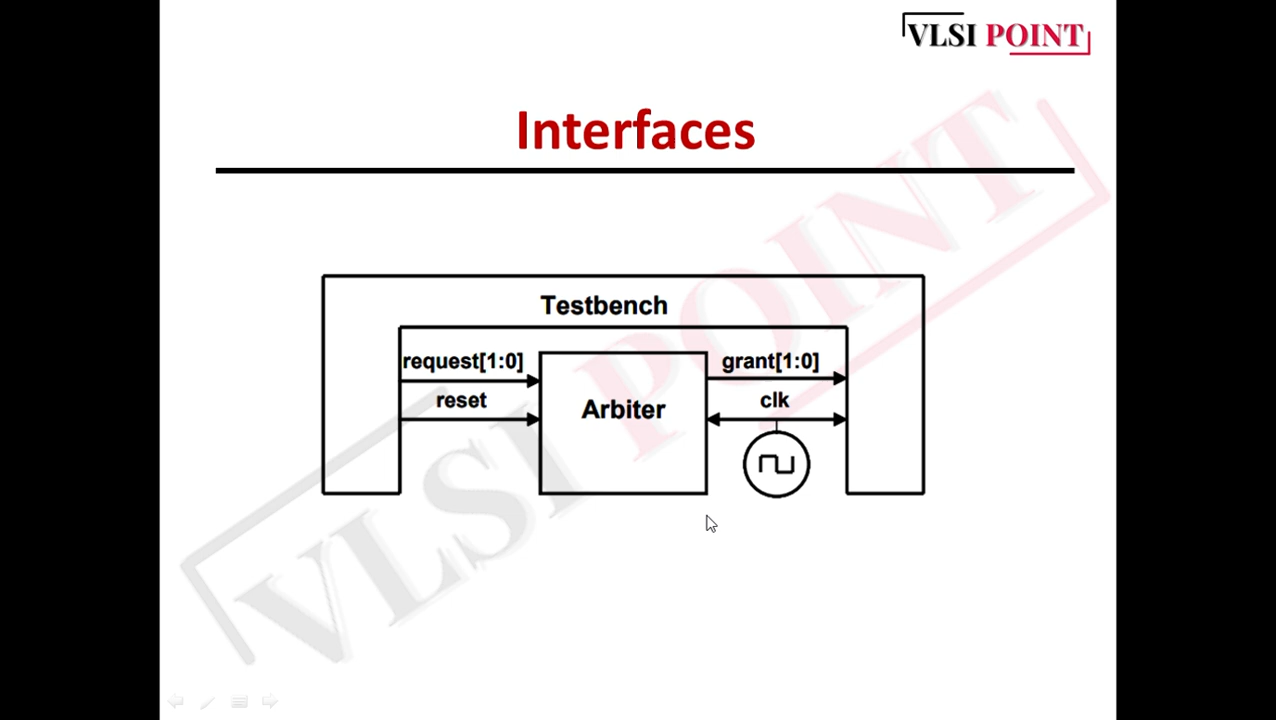 VLSI POINT
Interfaces
Testbench
request[1:0]
grant[1:0]
reset
Arbiter
clk
VLSI POINT